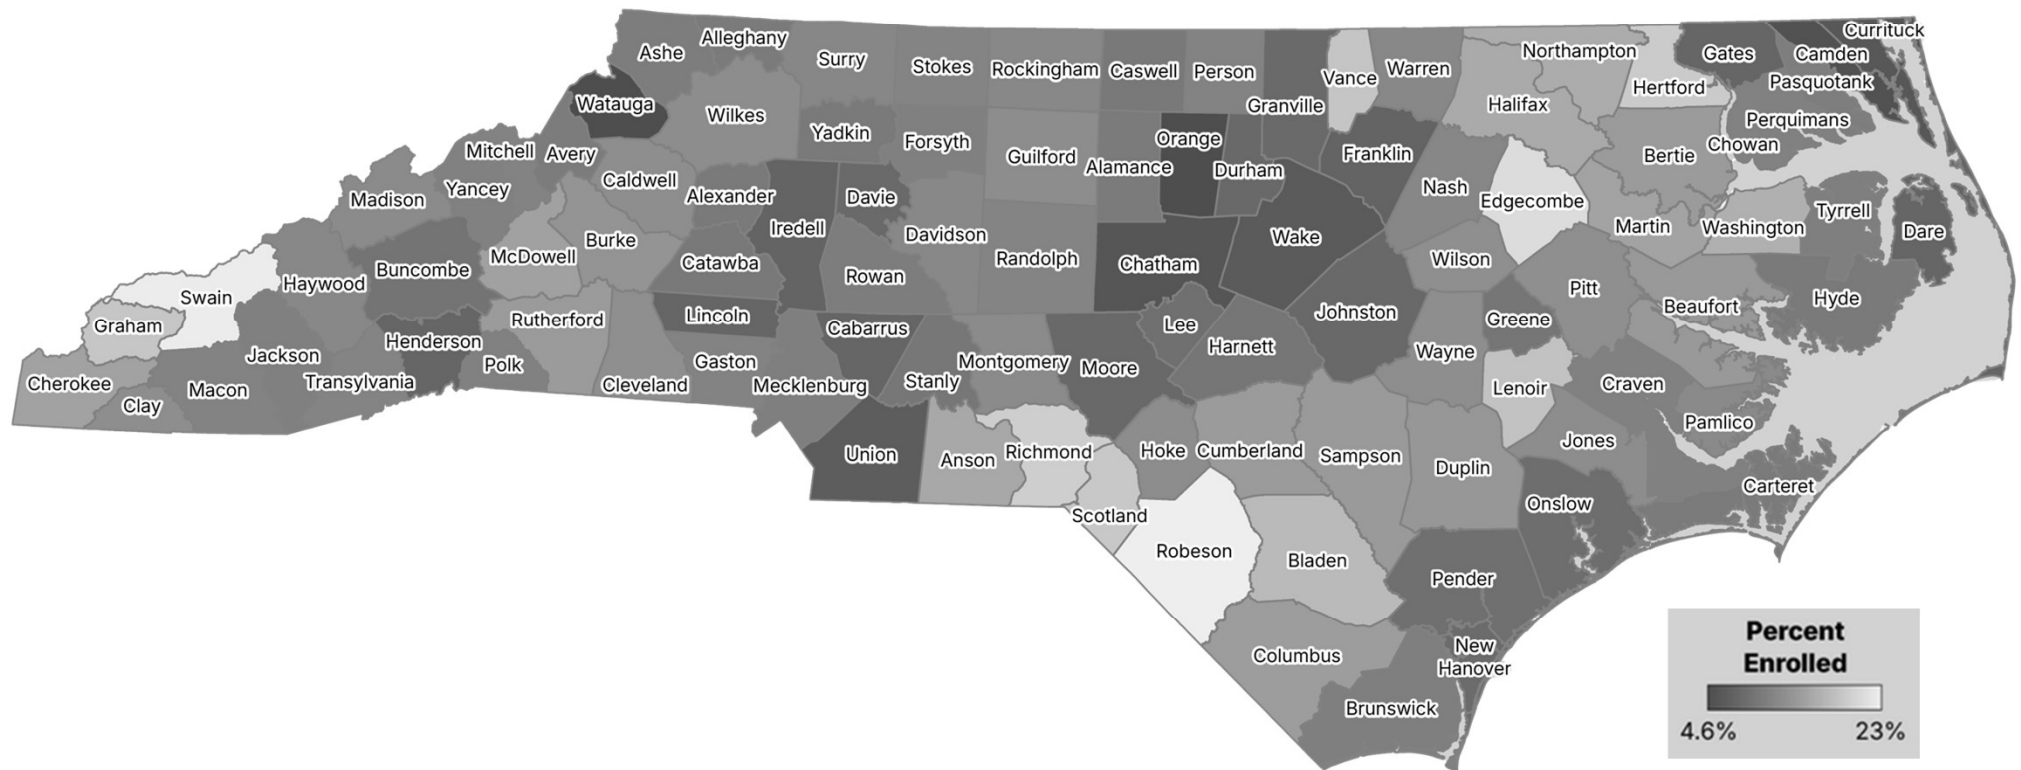 Currituck
Alleghany
Ashe
Northampton
Gates
Camden
Surry
Stokes
Rockingham
Caswell
Person
Vance
Warren
Pasquotank
Hertford
Watauga
Wilkes
Granville
Halifax
Perquimans
Yadkin
Forsyth
Orange
Chowan
Mitchell
Avery
Guilford
Alamance
Durham
Franklin
Bertie
Madison
Yancey
Caldwell
Alexander
Davie
Nash
Edgecombe
Iredell
Davidson
Wake
Martin
Washington
Tyrrell
Dare
McDowell
Burke
Catawba
Rowan
Randolph
Chatham
Wilson
Buncombe
Haywood
Swain
Pitt
Hyde
Graham
Rutherford
Lincoln
Cabarrus
Lee
Johnston
Greene
Beaufort
Henderson
Jackson
Polk
Gaston
Montgomery
Harnett
Wayne
Cherokee
Macon
Transylvania
Cleveland
Mecklenburg
Stanly
Moore
Lenoir
Craven
Clay
Pamlico
Union
Anson
Richmond
Hoke
Cumberland
Sampson
Duplin
Jones
Scotland
Onslow
Carteret
Robeson
Bladen
Pender
Columbus
New
Hanover
Brunswick
Percent
Enrolled
4.6% 23%